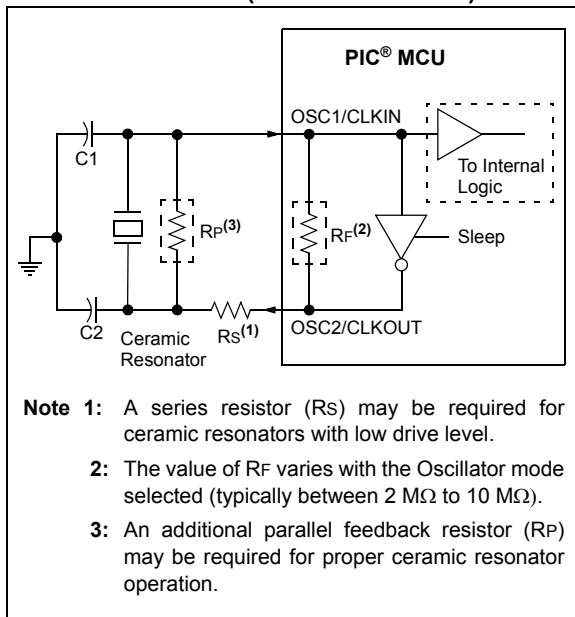 PIC® MCU
OSC1/CLKIN
C1
To Internal
Logic
RP(3)
RF(2)
Sleep
C2
Ceramic
Resonator
RS(1)
OSC2/CLKOUT
Note 1: A series resistor (RS) may be required for
ceramic resonators with low drive level.
2: The value of RF varies with the Oscillator mode
selected (typically between 2 MΩ to 10 MΩ).
3: An additional parallel feedback resistor (RP)
may be required for proper ceramic resonator
operation.